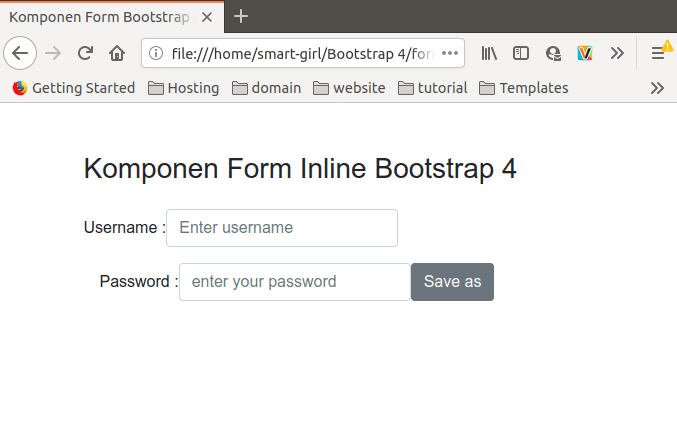 Komponen Form Bootstrap
file:///home/smart-girl/Bootstrap 4/for
Getting Started Hosting domain website tutorial Templates
Komponen Form Inline Bootstrap 4
Username : Enter username
Password : enter your password Save as